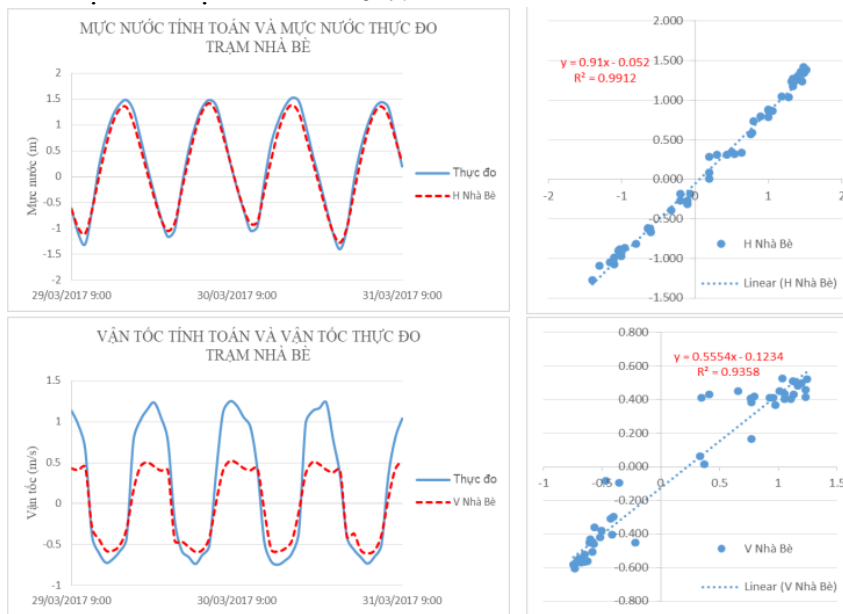 MỰC NƯỚC TÍNH TOÁN VÀ MỰC NƯỚC THỰC ĐO
TRẠM NHÀ BÈ
Mực nước (m)
2
1.5
1
0.5
0
-0.5
-1
-1.5
-2
29/03/2017 9:00
30/03/2017 9:00
31/03/2017 9:00
Thực đo
H Nhà Bè
y = 0.91x - 0.052
R² = 0.9912
2.000
1.500
1.000
0.500
0.000
-0.500
-1.000
-1.500
-2
-1
0
1
2
H Nhà Bè
Linear (H Nhà Bè)
VẬN TỐC TÍNH TOÁN VÀ VẬN TỐC THỰC ĐO
TRẠM NHÀ BÈ
Vận tốc (m/s)
1.5
1
0.5
0
-0.5
-1
29/03/2017 9:00
30/03/2017 9:00
31/03/2017 9:00
Thực đo
V Nhà Bè
y = 0.5554x - 0.1234
R² = 0.9358
0.800
0.600
0.400
0.200
0.000
-0.200
-0.400
-0.600
-0.800
-1
-0.5
0
0.5
1
1.5
V Nhà Bè
Linear (V Nhà Bè)